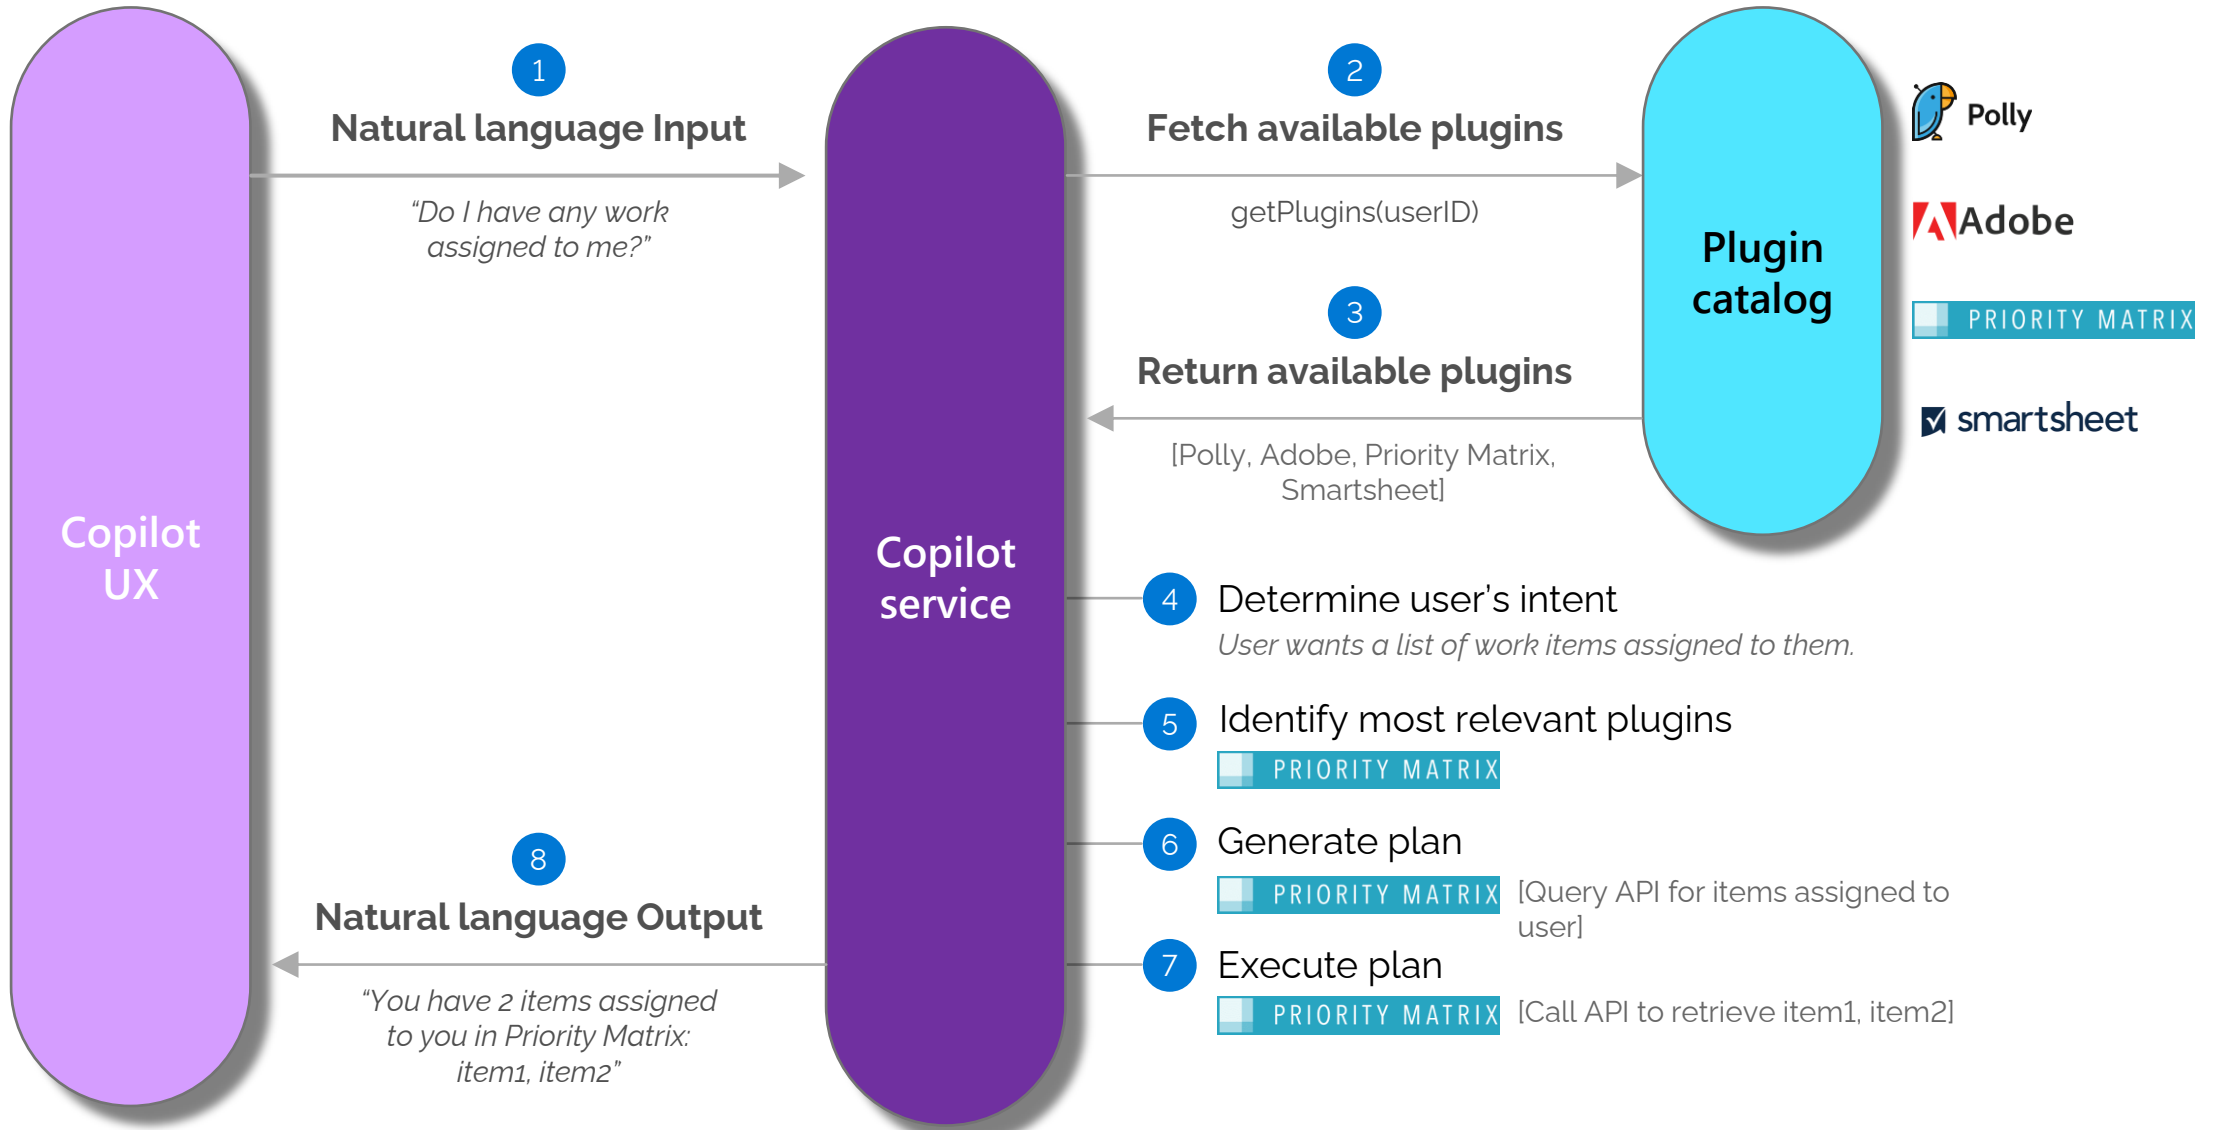 1
Natural language Input
“Do I have any work
assigned to me?”
2
Fetch available plugins
getPlugins(userID)
3
Return available plugins
[Polly, Adobe, Priority Matrix,
Smartsheet]
Plugin
catalog
Polly
Adobe
PRIORITY MATRIX
smartsheet
Copilot
UX
Copilot
service
4
Determine user’s intent
User wants a list of work items assigned to them.
5
Identify most relevant plugins
PRIORITY MATRIX
6
Generate plan
PRIORITY MATRIX
[Query API for items assigned to
user]
7
Execute plan
PRIORITY MATRIX
[Call API to retrieve item1, item2]
8
Natural language Output
“You have 2 items assigned
to you in Priority Matrix:
item1, item2”